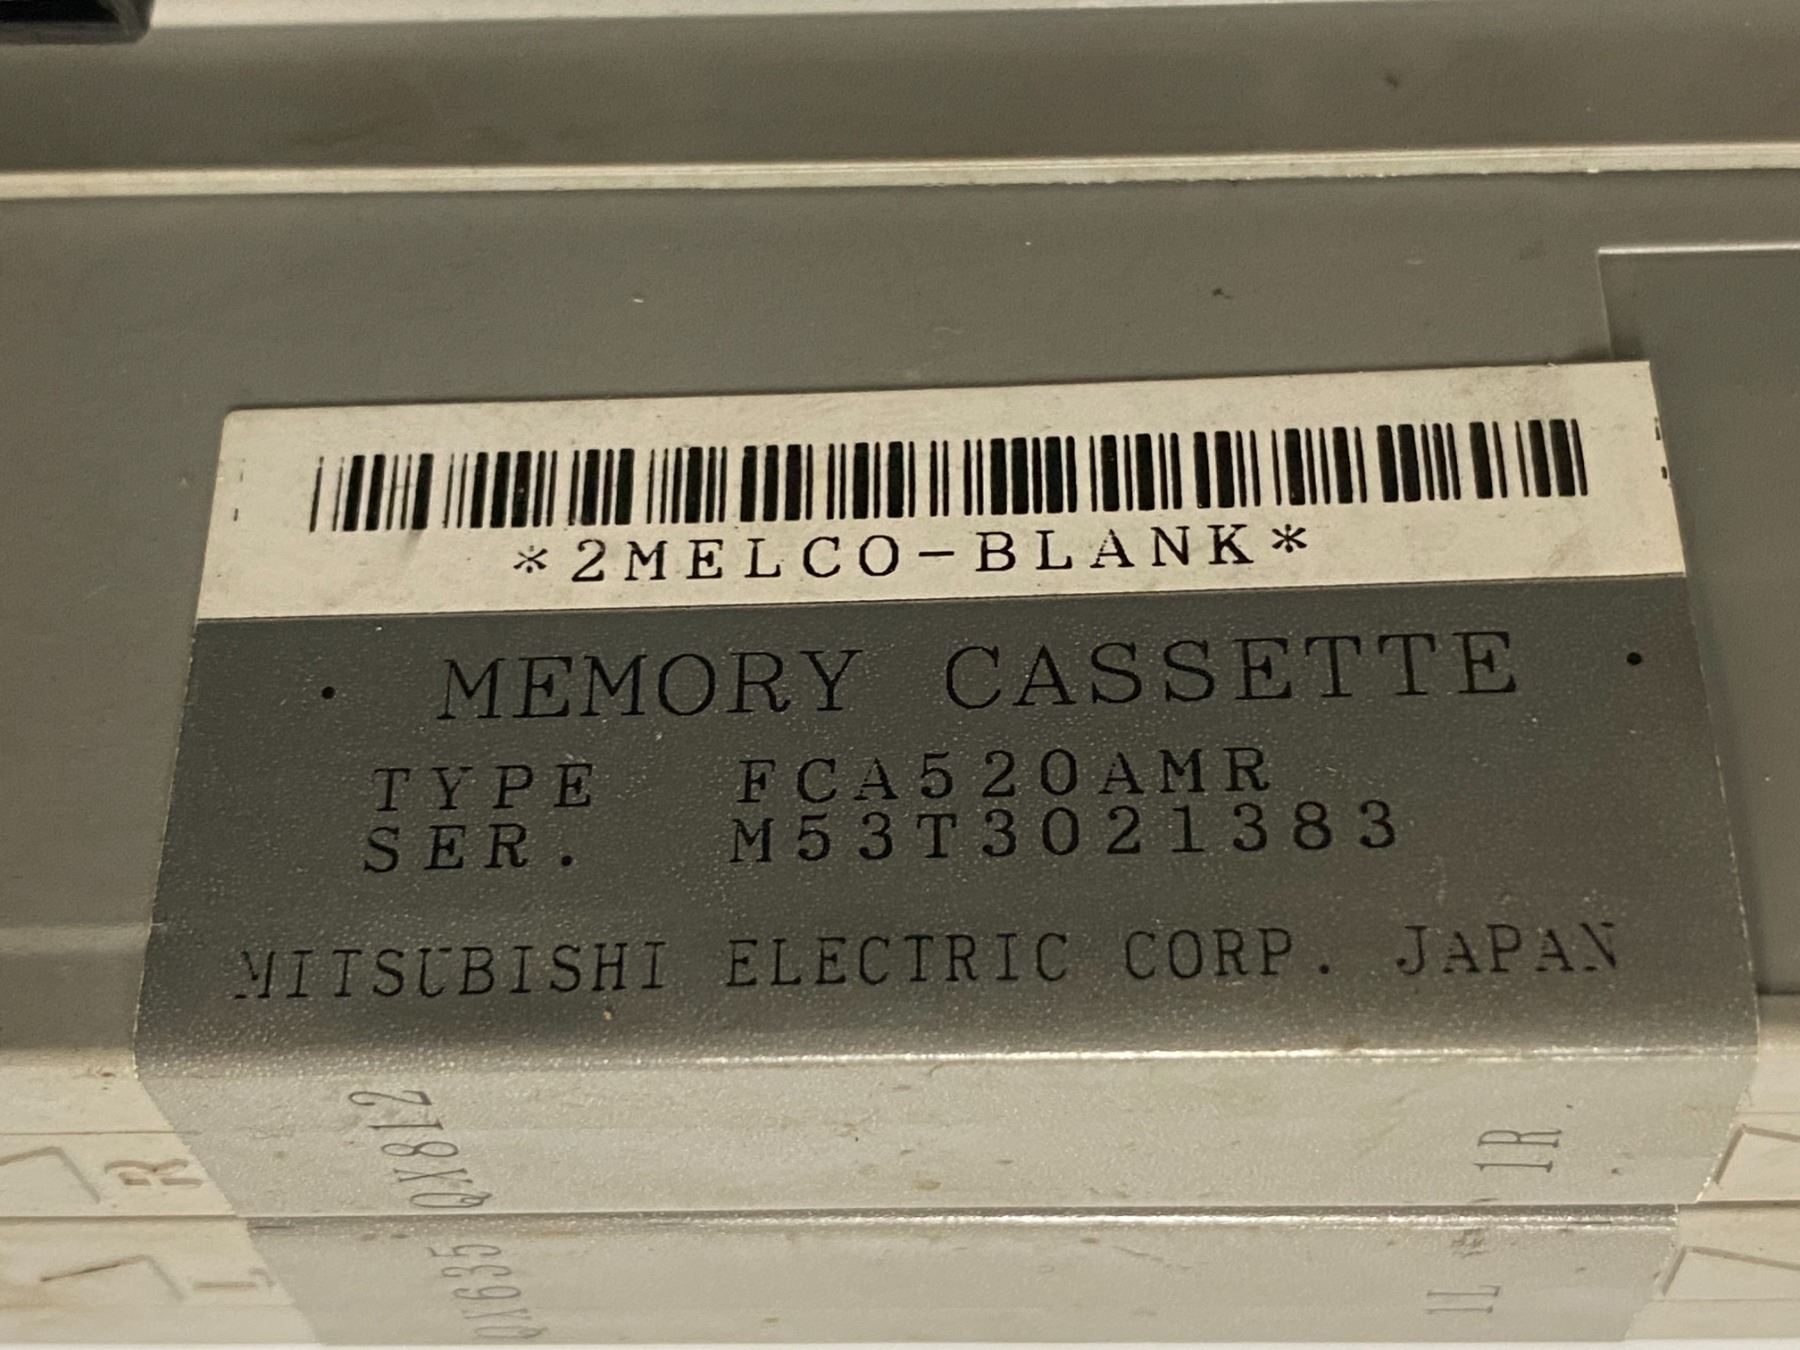 *2MELCO-BLANK*
· MEMORY CASSETTE ·
TYPE FCA520AMR
SER. M53T3021383
MITSUBISHI ELECTRIC CORP. JAPAN
QX812
1R
R
QX635
1L
L